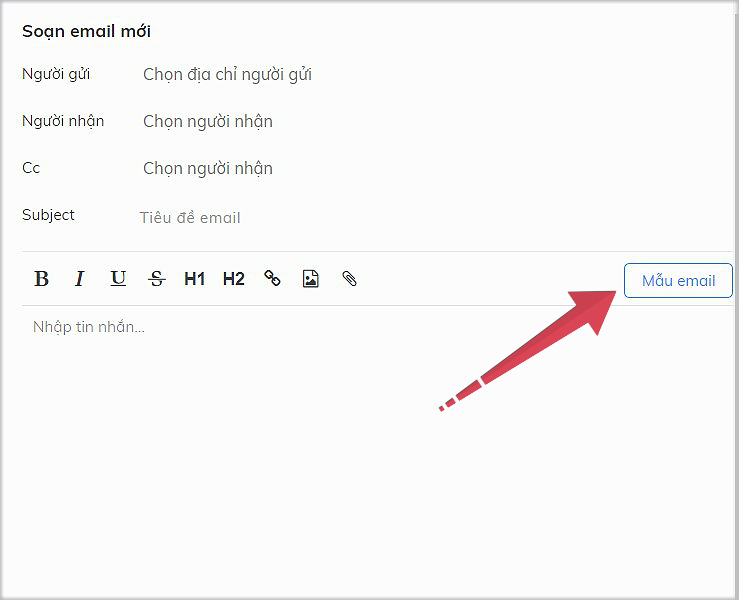 Soạn email mới
Người gửi Chọn địa chỉ người gửi
Người nhận Chọn người nhận
Cc Chọn người nhận
Subject Tiêu đề email
B I U S H1 H2 Mẫu email
Nhập tin nhắn...